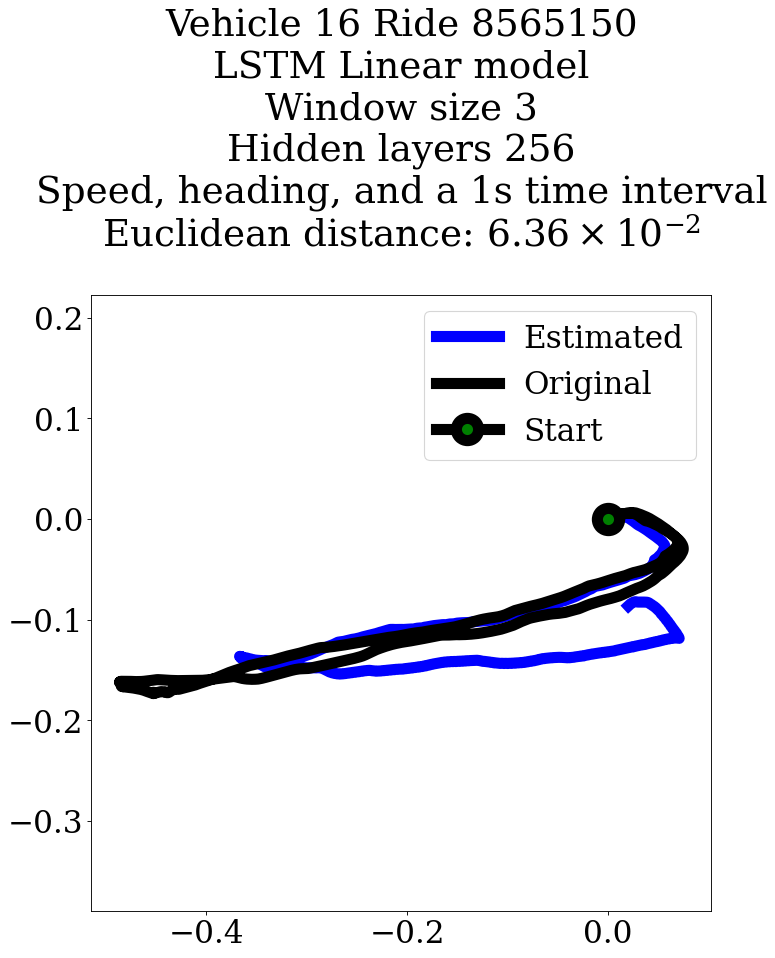 Vehicle 16 Ride 8565150
LSTM Linear model
Window size 3
Hidden layers 256
Speed, heading, and a 1s time interval
Euclidean distance: 6.36 × 10⁻²
Estimated
Original
Start
0.2
0.1
0.0
−0.1
−0.2
−0.3
−0.4
−0.2
0.0